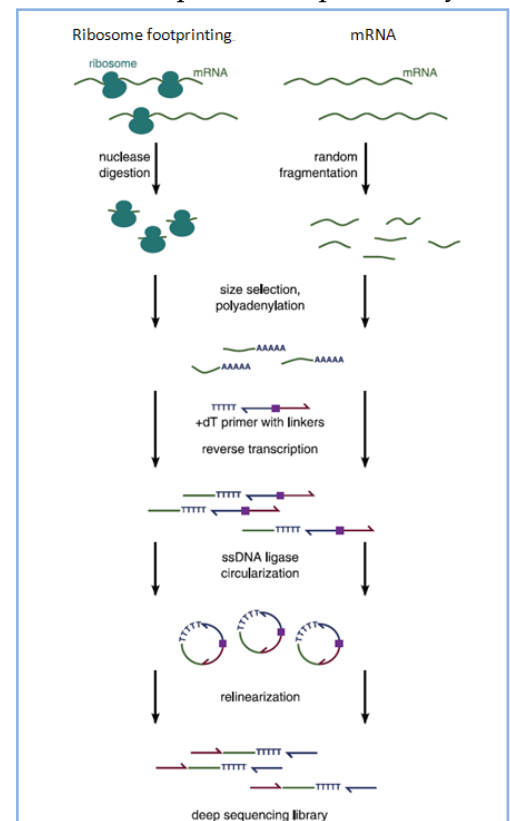 Ribosome footprinting
mRNA
ribosome
mRNA
mRNA
nuclease
digestion
random
fragmentation
size selection,
polyadenylation
AAAAA
AAAAA
AAAAA
TTTTT
+dT primer with linkers
reverse transcription
TTTTT
TTTTT
TTTTT
ssDNA ligase
circularization
TTTTT
TTTTT
TTTTT
relinearization
TTTTT
TTTTT
TTTTT
deep sequencing library